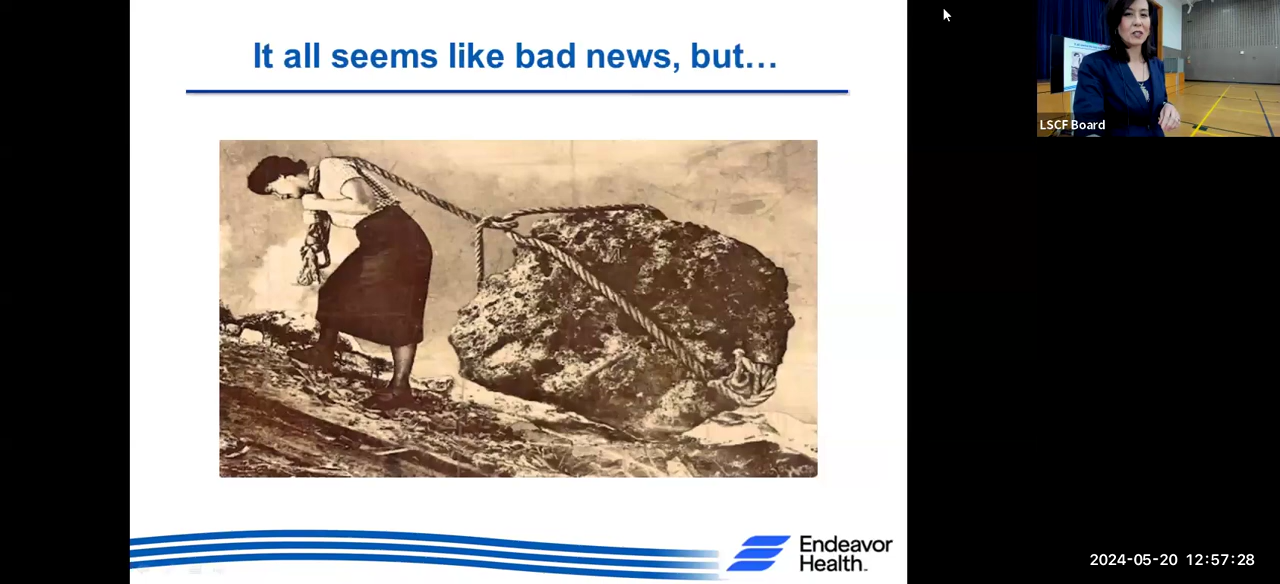 It all seems like bad news, but…
LSCF Board
Endeavor
Health.
2024-05-20 12:57:28